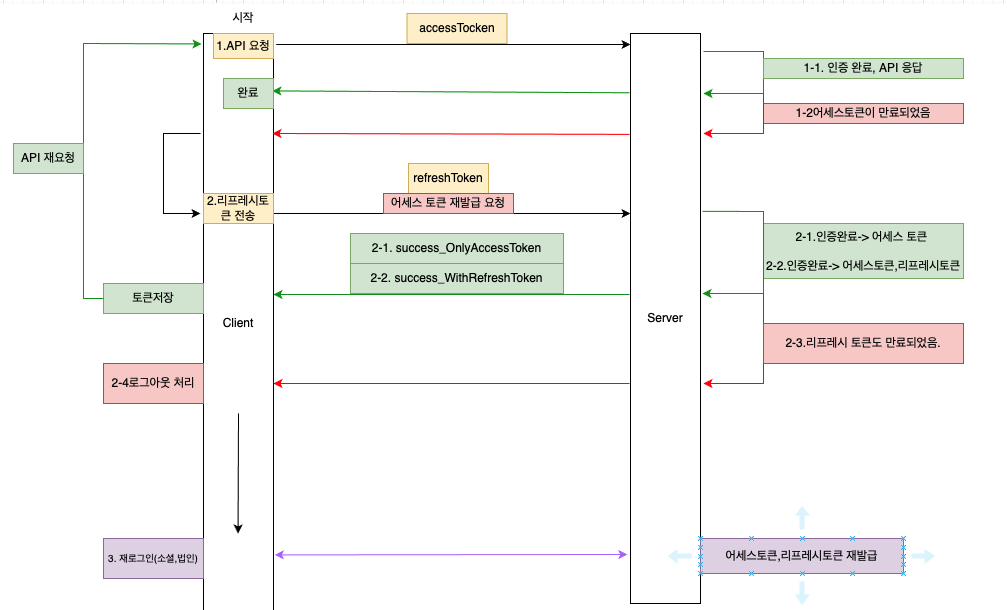 시작
accessTocken
1.API 요청
1-1. 인증 완료, API 응답
완료
1-2어세스토큰이 만료되었음
API 재요청
refreshToken
2.리프레시토
큰 전송
어세스 토큰 재발급 요청
2-1.인증완료-> 어세스 토큰
2-2.인증완료-> 어세스토큰,리프레시토큰
2-1. success_OnlyAccessToken
2-2. success_WithRefreshToken
토큰저장
Client
Server
2-3.리프레시 토큰도 만료되었음.
2-4로그아웃 처리
3. 재로그인(소셜,법인)
어세스토큰,리프레시토큰 재발급